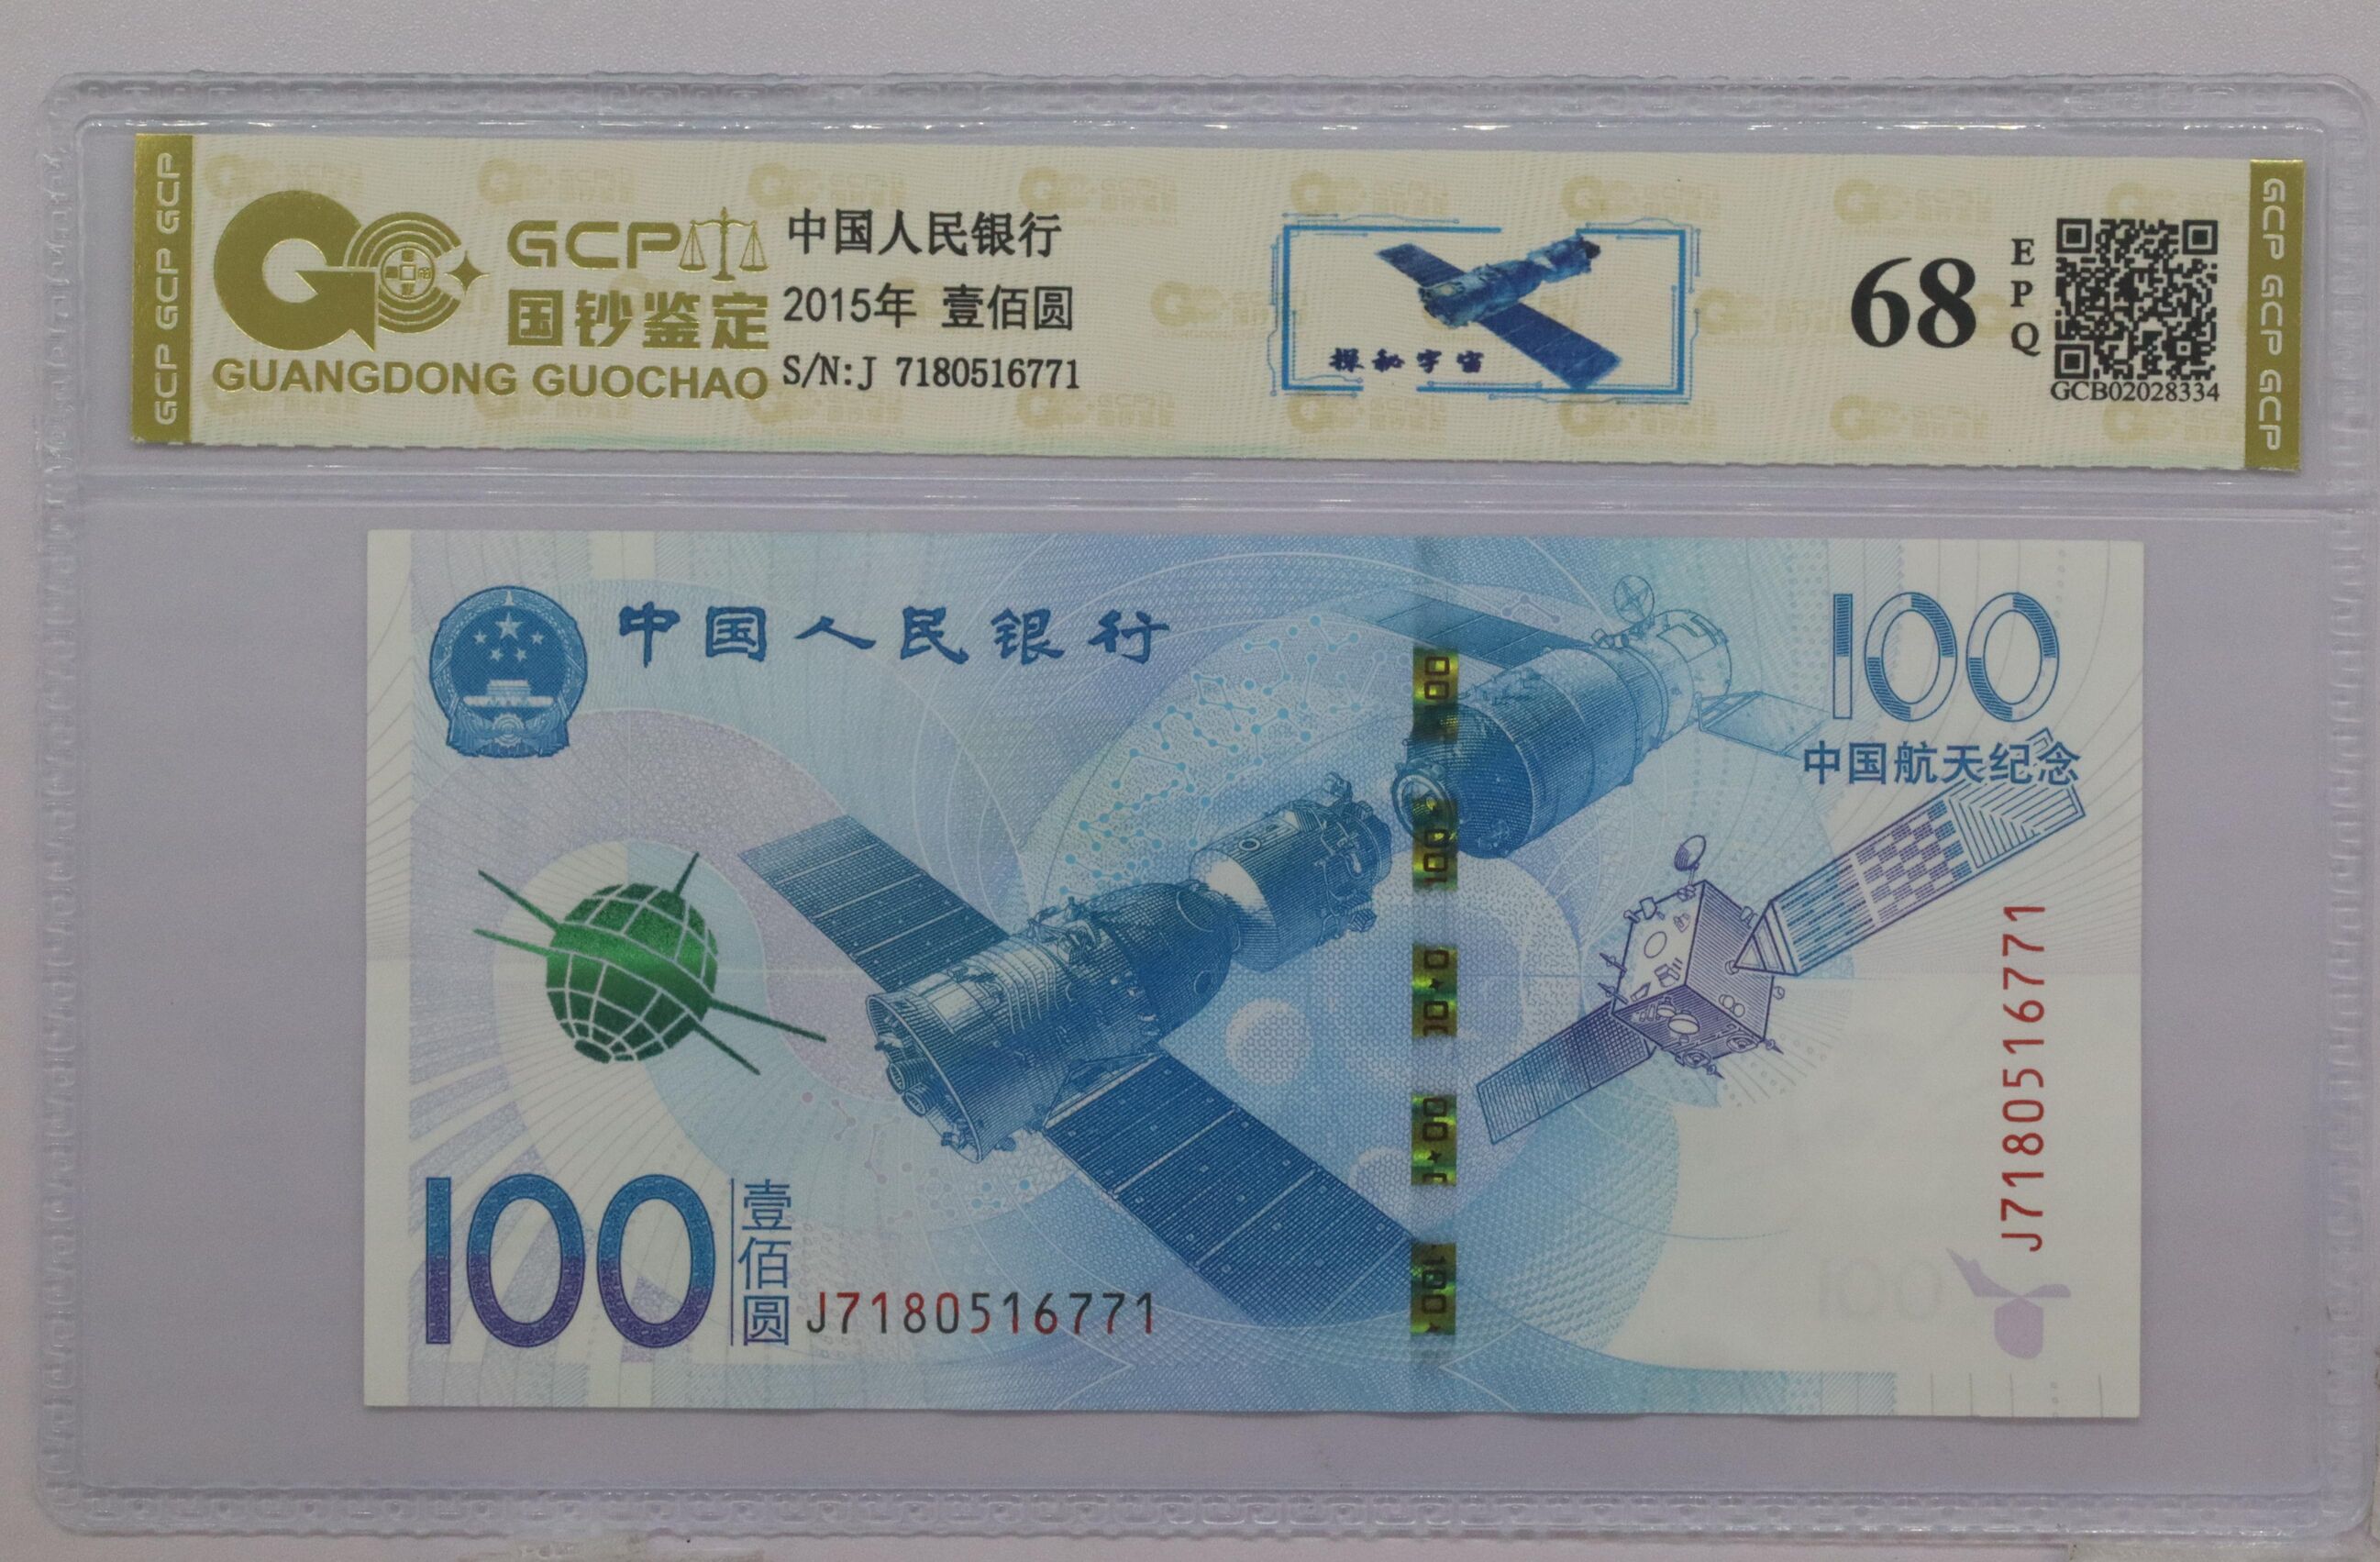 GCP GCP GCP
GCP
国钞鉴定
GUANGDONG GUOCHAO
中国人民银行
2015年 壹佰圆
S/N:J 7180516771
探秘宇宙
68
EPQ
GCB02028334
GCP GCP GCP
中国人民银行
100
中国航天纪念
J7180516771
100
壹佰圆
J7180516771